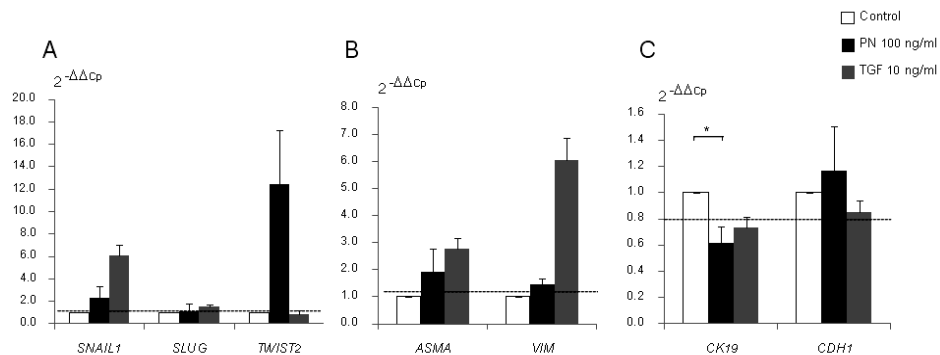 Control
PN 100 ng/ml
TGF 10 ng/ml
A
2 -ΔΔCp
20.0
18.0
16.0
14.0
12.0
10.0
8.0
6.0
4.0
2.0
0.0
SNAIL1 SLUG TWIST2
B
2 -ΔΔCp
8.0
7.0
6.0
5.0
4.0
3.0
2.0
1.0
0.0
ASMA VIM
C
2 -ΔΔCp
1.6
1.4
1.2
1.0
0.8
0.6
0.4
0.2
0.0
*
CK19 CDH1